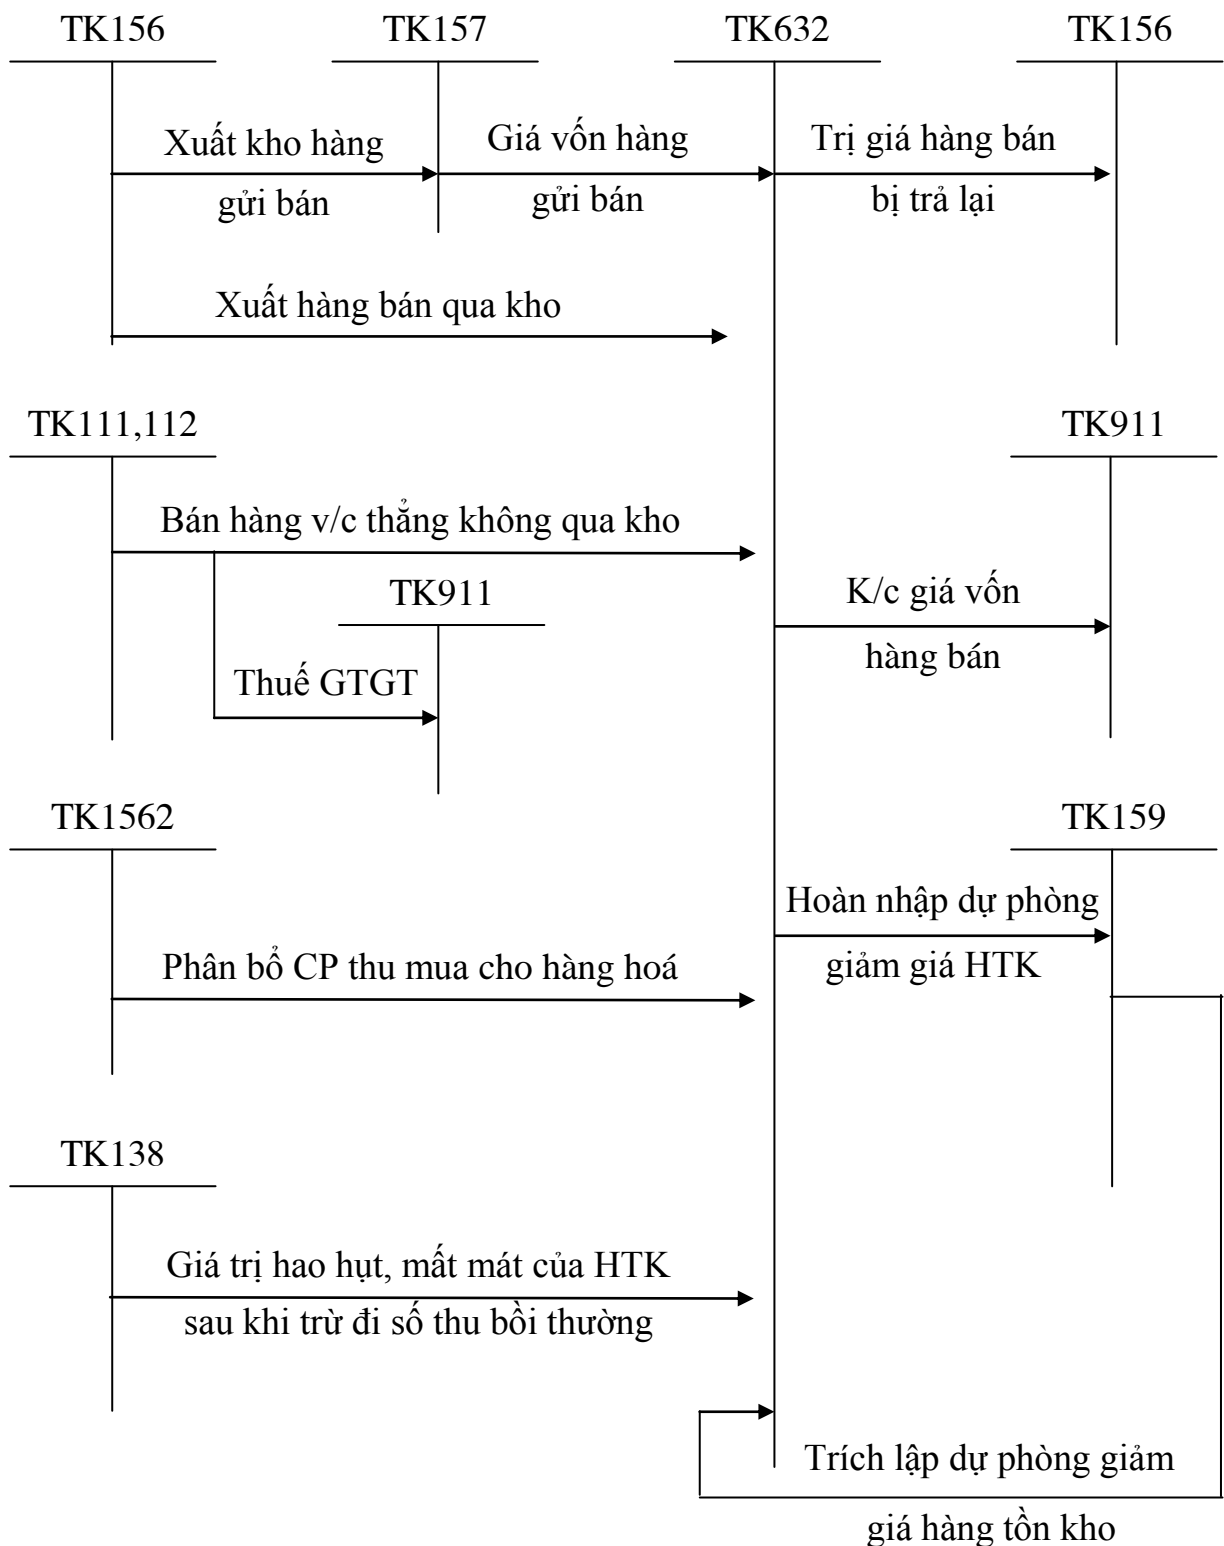 TK156
TK157
TK632
TK156
Xuất kho hàng
gửi bán
Giá vốn hàng
gửi bán
Trị giá hàng bán
bị trả lại
Xuất hàng bán qua kho
TK111,112
TK911
Bán hàng v/c thẳng không qua kho
TK911
K/c giá vốn
hàng bán
Thuế GTGT
TK1562
TK159
Hoàn nhập dự phòng
giảm giá HTK
Phân bổ CP thu mua cho hàng hoá
TK138
Giá trị hao hụt, mất mát của HTK
sau khi trừ đi số thu bồi thường
Trích lập dự phòng giảm
giá hàng tồn kho